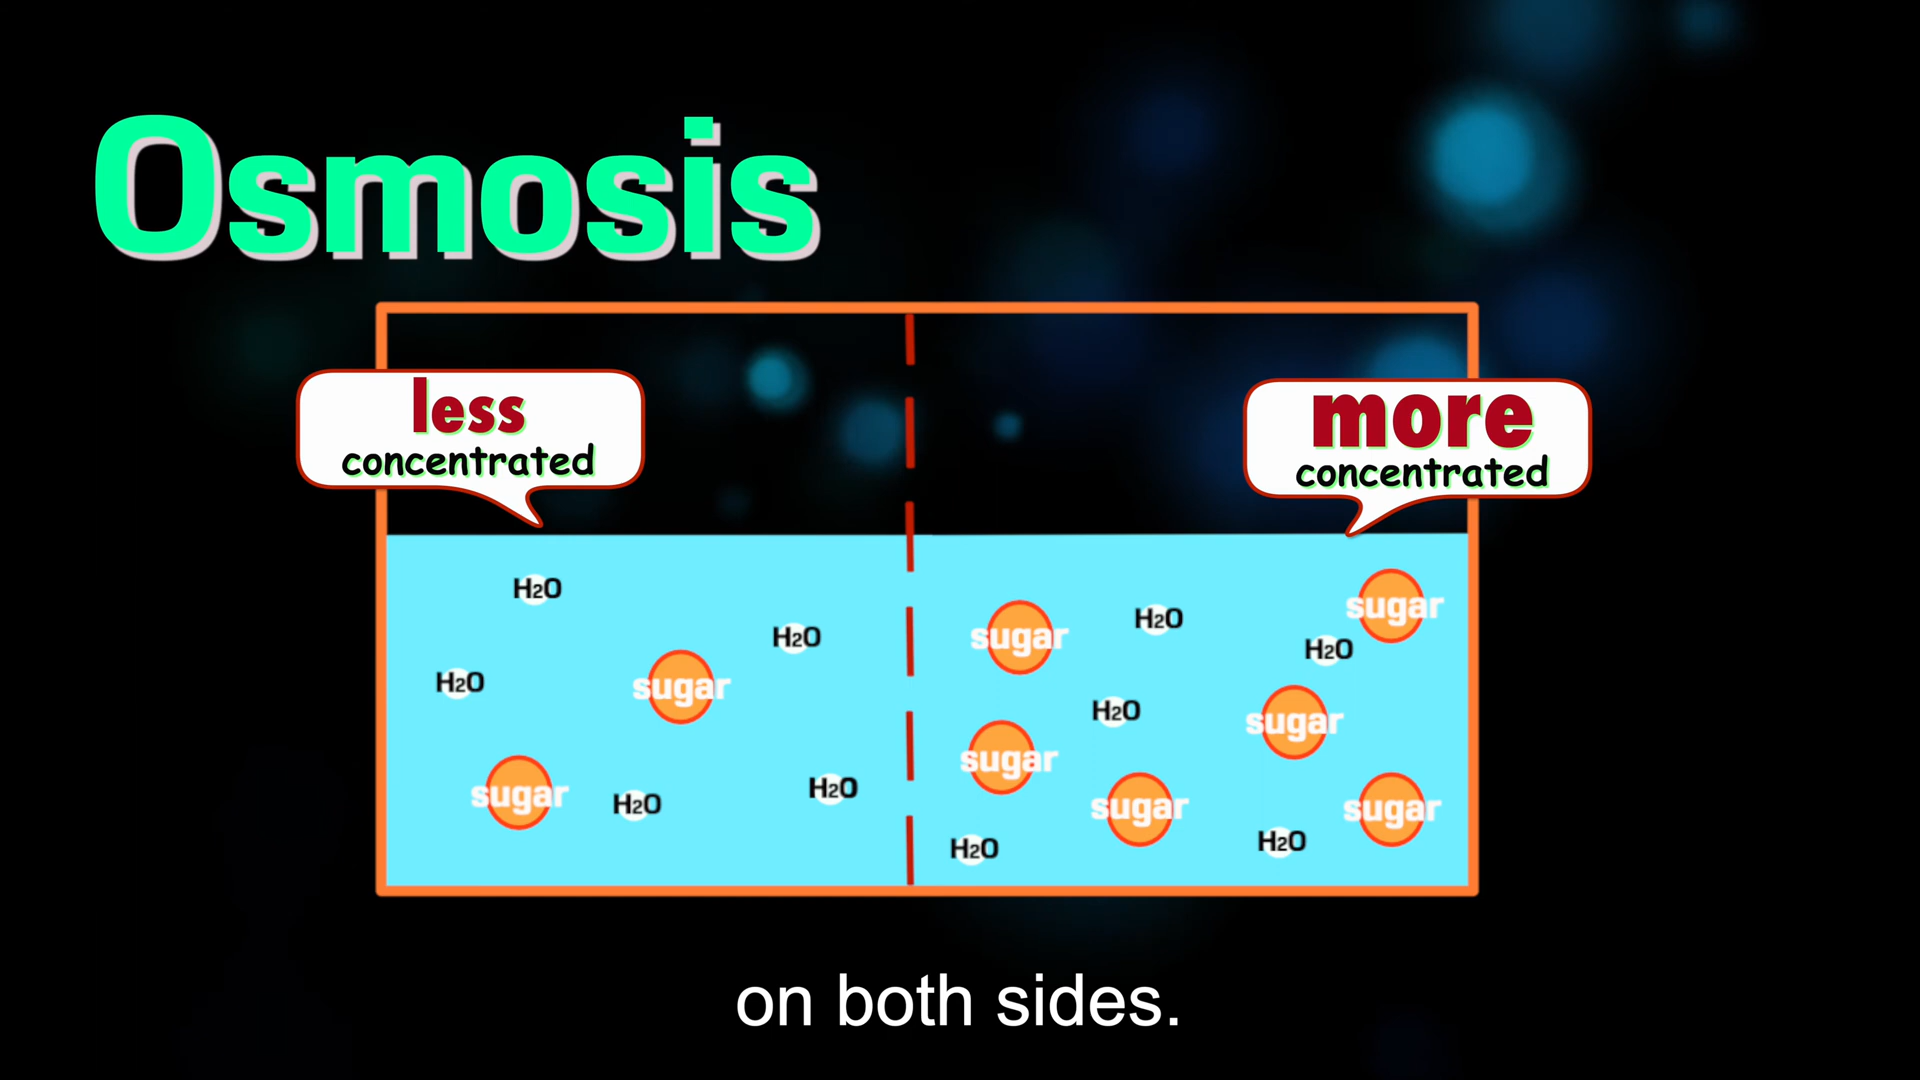 Osmosis
less
concentrated
more
concentrated
H2O
H2O
H2O
sugar
sugar
H2O
H2O
sugar
H2O
sugar
H2O
H2O
sugar
sugar
sugar
sugar
H2O
H2O
on both sides.